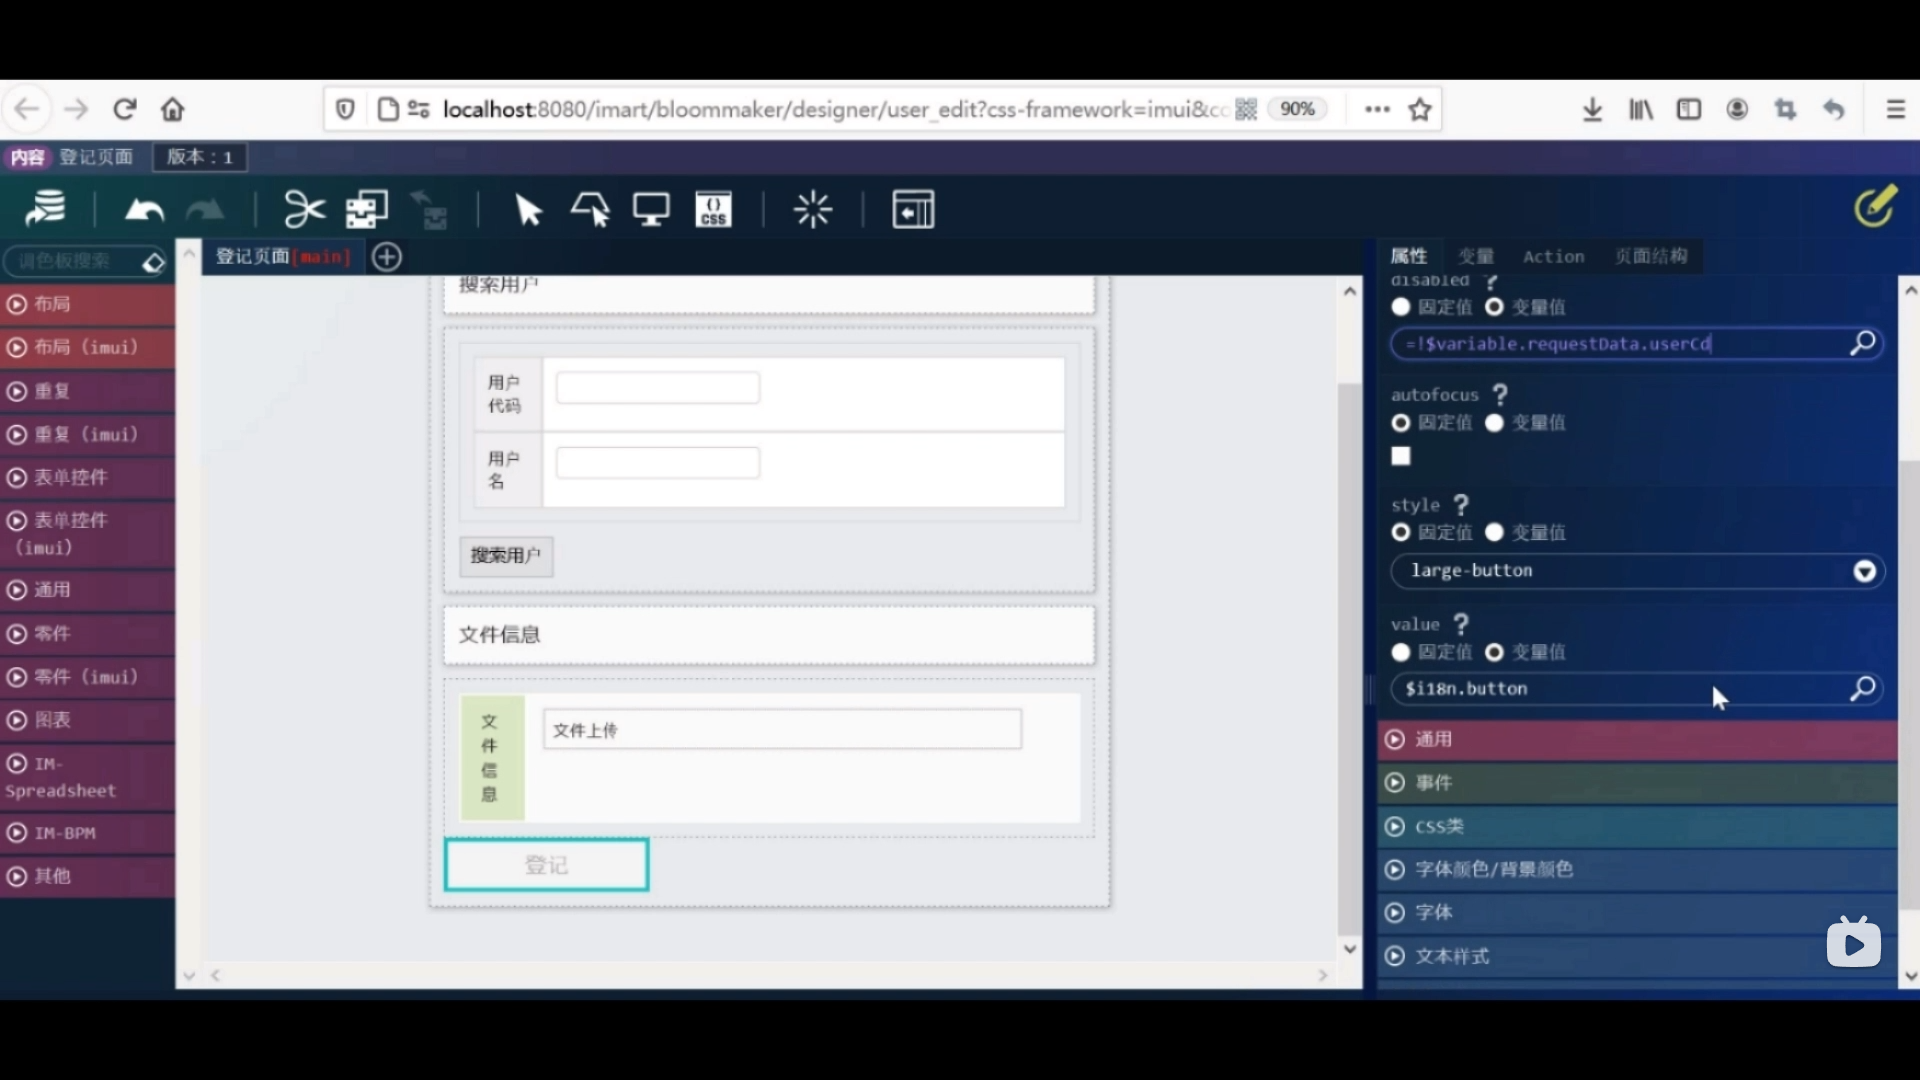 localhost:8080/imart/bloommaker/designer/user_edit?css-framework=imui&co
90%
内容 登记页面 版本：1
{} CSS
调色板搜索
登记页面[main]
布局
布局 (imui)
重复
重复 (imui)
表单控件
表单控件
(imui)
通用
零件
零件 (imui)
图表
IM-
Spreadsheet
IM-BPM
其他
搜索用户
用户
代码
用户
名
搜索用户
文件信息
文
件
信
息
文件上传
登记
属性 变量 Action 页面结构
disabled ?
固定值 变量值
=!$variable.requestData.userCd
autofocus ?
固定值 变量值
style ?
固定值 变量值
large-button
value ?
固定值 变量值
$i18n.button
通用
事件
CSS类
字体颜色/背景颜色
字体
文本样式